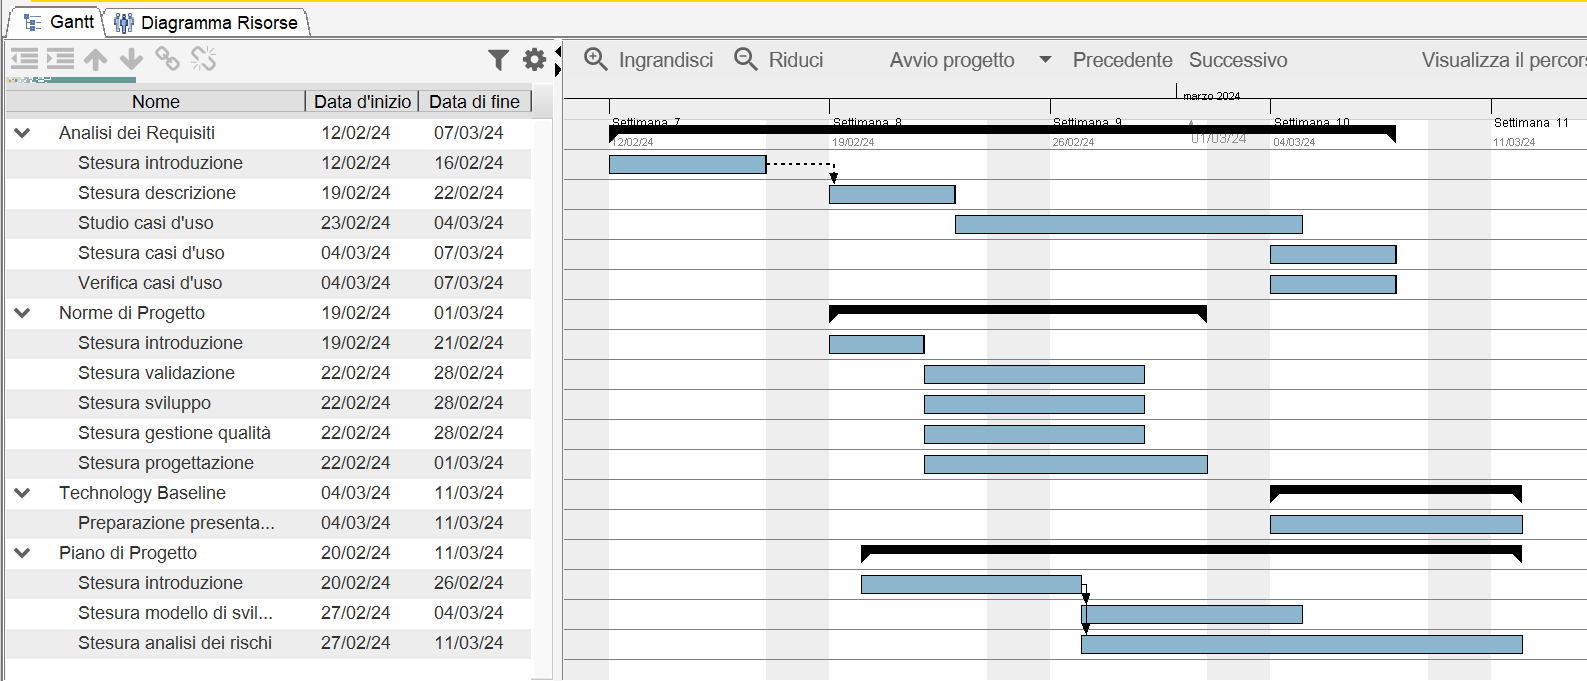 Gantt Diagramma Risorse
Ingrandisci Riduci Avvio progetto Precedente Successivo Visualizza il percors
Nome Data d'inizio Data di fine
marzo 2024
Settimana 7 Settimana 8 Settimana 9 Settimana 10 Settimana 11
12/02/24 19/02/24 26/02/24 01/03/24 04/03/24 11/03/24
Analisi dei Requisiti 12/02/24 07/03/24
Stesura introduzione 12/02/24 16/02/24
Stesura descrizione 19/02/24 22/02/24
Studio casi d'uso 23/02/24 04/03/24
Stesura casi d'uso 04/03/24 07/03/24
Verifica casi d'uso 04/03/24 07/03/24
Norme di Progetto 19/02/24 01/03/24
Stesura introduzione 19/02/24 21/02/24
Stesura validazione 22/02/24 28/02/24
Stesura sviluppo 22/02/24 28/02/24
Stesura gestione qualità 22/02/24 28/02/24
Stesura progettazione 22/02/24 01/03/24
Technology Baseline 04/03/24 11/03/24
Preparazione presenta... 04/03/24 11/03/24
Piano di Progetto 20/02/24 11/03/24
Stesura introduzione 20/02/24 26/02/24
Stesura modello di svil... 27/02/24 04/03/24
Stesura analisi dei rischi 27/02/24 11/03/24